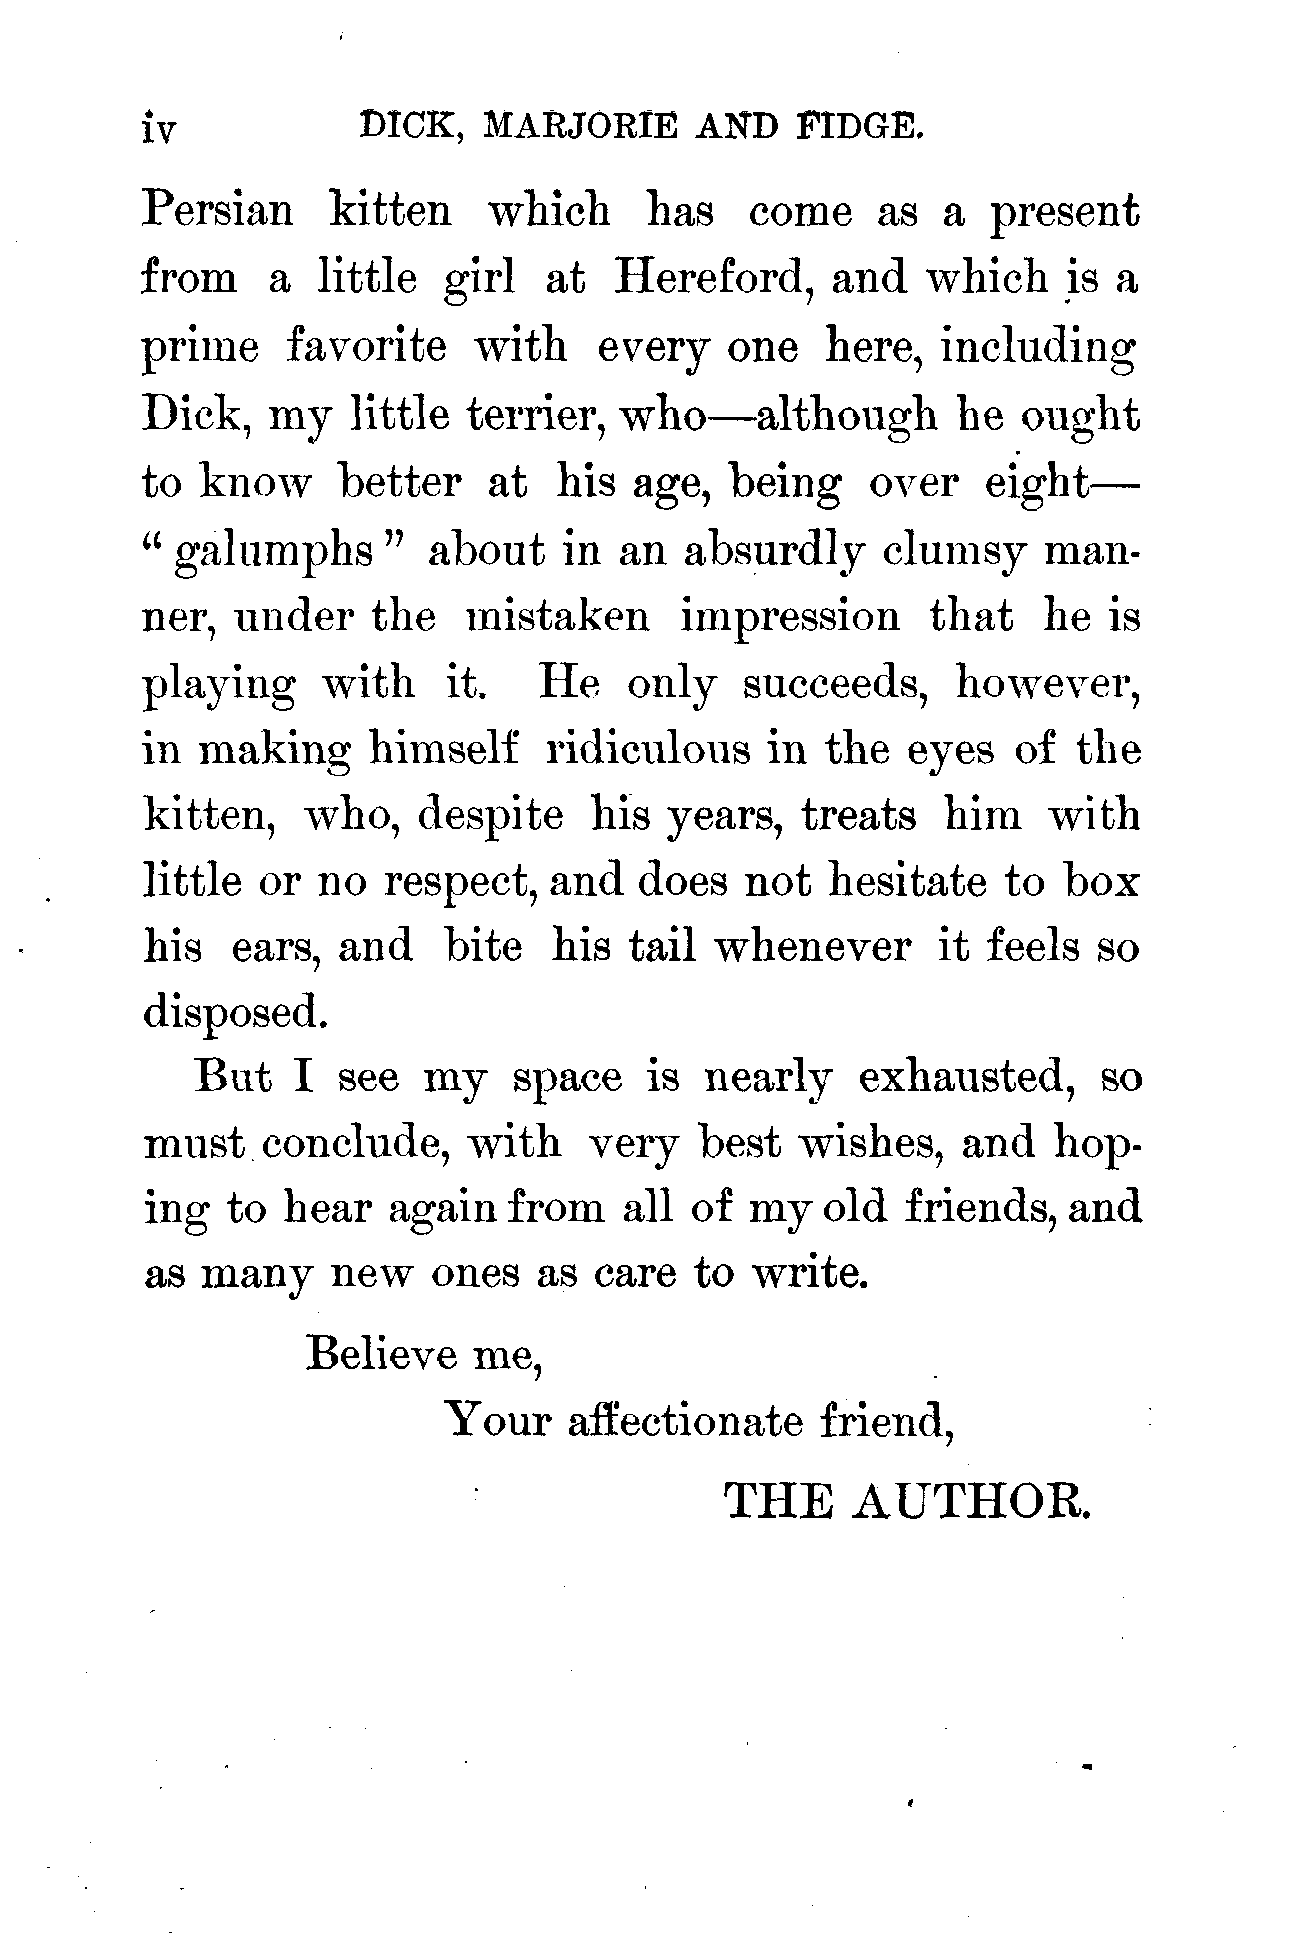 iv DICK, MARJORIE AND FIDGE.
Persian kitten which has come as a present
from a little girl at Hereford, and which is a
prime favorite with every one here, including
Dick, my little terrier, who—although he ought
to know better at his age, being over eight—
“ galumphs ” about in an absurdly clumsy man-
ner, under the mistaken impression that he is
playing with it. He only succeeds, however,
in making himself ridiculous in the eyes of the
kitten, who, despite his years, treats him with
little or no respect, and does not hesitate to box
his ears, and bite his tail whenever it feels so
disposed.
But I see my space is nearly exhausted, so
must conclude, with very best wishes, and hop-
ing to hear again from all of my old friends, and
as many new ones as care to write.
Believe me,
Your affectionate friend,
THE AUTHOR.